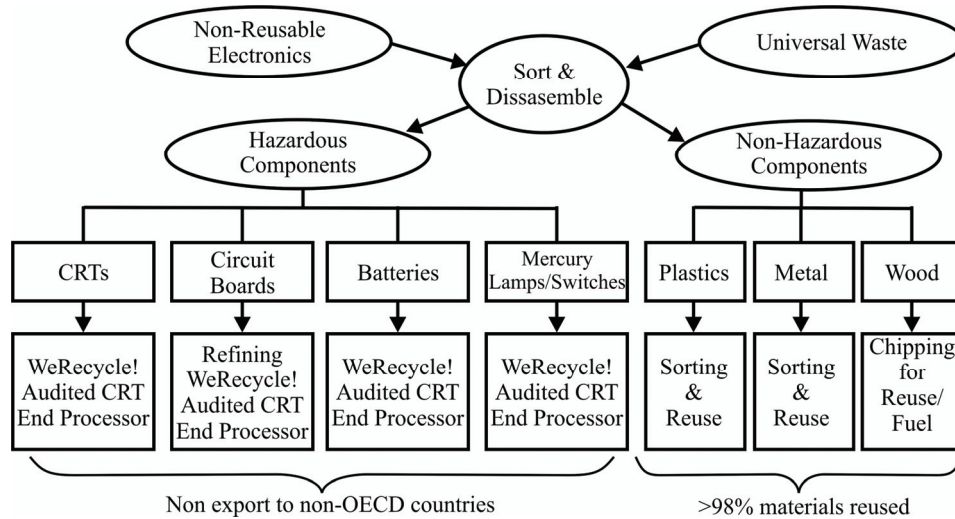 Non-Reusable
Electronics
Universal Waste
Sort &
Dissasemble
Hazardous
Components
Non-Hazardous
Components
CRTs
Circuit
Boards
Batteries
Mercury
Lamps/Switches
Plastics
Metal
Wood
WeRecycle!
Audited CRT
End Processor
Refining
WeRecycle!
Audited CRT
End Processor
WeRecycle!
Audited CRT
End Processor
WeRecycle!
Audited CRT
End Processor
Sorting
&
Reuse
Sorting
&
Reuse
Chipping
for
Reuse/
Fuel
Non export to non-OECD countries
>98% materials reused